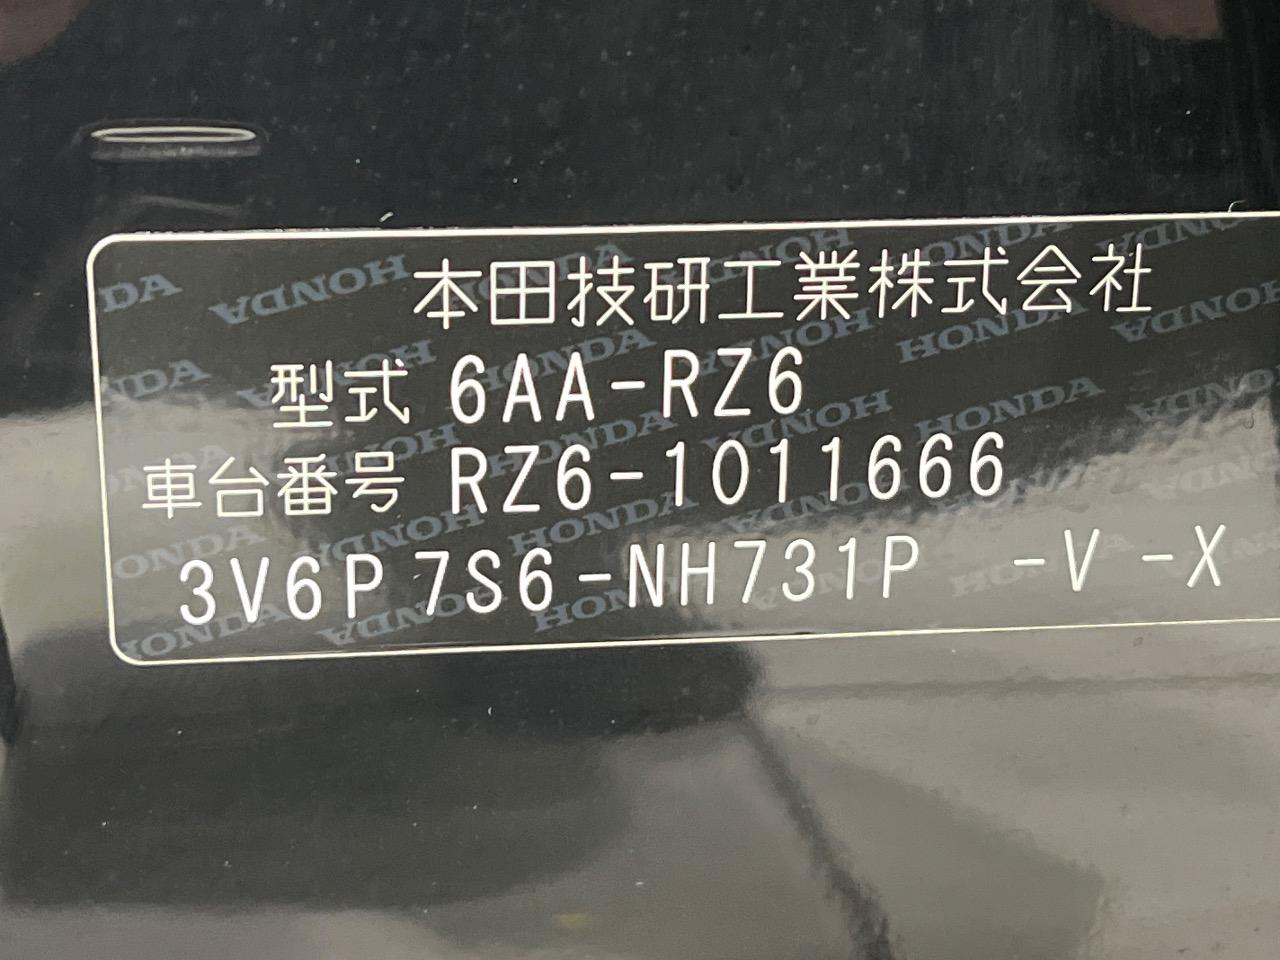 本田技研工業株式会社
型式 6AA-RZ6
車台番号 RZ6-1011666
3V6P 7S6-NH731P -V -X